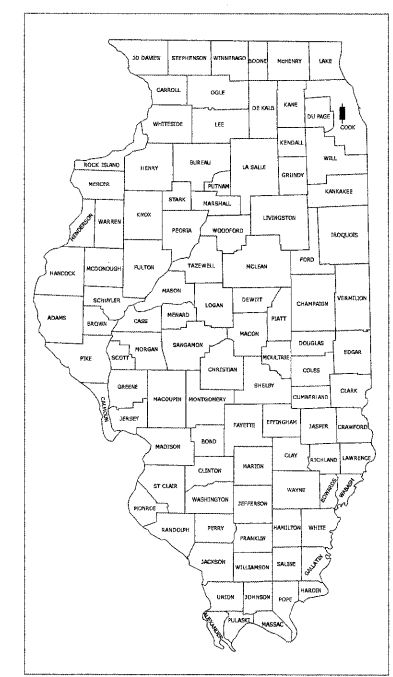 JO DAVIES STEPHENSON WINNEBAGO BOONE McHENRY LAKE
CARROLL OGLE
DE KALB KANE
DU PAGE
COOK
WHITESIDE LEE
KENDALL
ROCK ISLAND HENRY BUREAU LA SALLE WILL
MERCER GRUNDY
PUTNAM
KANKAKEE
STARK
MARSHALL
HENDERSON WARREN KNOX LIVINGSTON
PEORIA WOODFORD IROQUOIS
FORD
HANCOCK MCDONOUGH FULTON TAZEWELL MCLEAN
MASON
SCHUYLER LOGAN DEWITT CHAMPAIGN VERMILION
ADAMS
BROWN CASS MENARD PIATT
MACON
PIKE SCOTT MORGAN SANGAMON DOUGLAS
MOULTRIE EDGAR
CHRISTIAN COLES
SHELBY
GREENE CLARK
MACOUPIN MONTGOMERY CUMBERLAND
CALHOUN
JERSEY
FAYETTE EFFINGHAM JASPER CRAWFORD
MADISON BOND
CLAY
RICHLAND LAWRENCE
CLINTON MARION
ST CLAIR WAYNE EDWARDS WABASH
WASHINGTON
MONROE JEFFERSON
RANDOLPH PERRY HAMILTON WHITE
FRANKLIN
JACKSON
WILLIAMSON SALINE GALLATIN
UNION JOHNSON POPE HARDIN
ALEXANDER PULASKI MASSAC